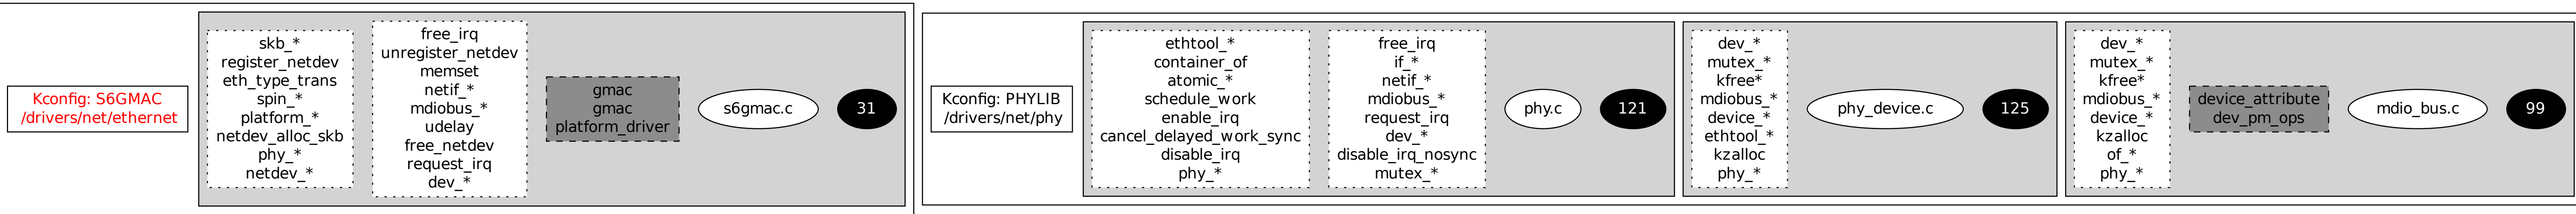 Kconfig: S6GMAC
/drivers/net/ethernet
skb_*
register_netdev
eth_type_trans
spin_*
platform_*
netdev_alloc_skb
phy_*
netdev_*
free_irq
unregister_netdev
memset
netif_*
mdiobus_*
udelay
free_netdev
request_irq
dev_*
gmac
gmac
platform_driver
s6gmac.c
31
Kconfig: PHYLIB
/drivers/net/phy
ethtool_*
container_of
atomic_*
schedule_work
enable_irq
cancel_delayed_work_sync
disable_irq
phy_*
free_irq
if_*
netif_*
mdiobus_*
request_irq
dev_*
disable_irq_nosync
mutex_*
phy.c
121
dev_*
mutex_*
kfree*
mdiobus_*
device_*
ethtool_*
kzalloc
phy_*
phy_device.c
125
dev_*
mutex_*
kfree*
mdiobus_*
device_*
kzalloc
of_*
phy_*
device_attribute
dev_pm_ops
mdio_bus.c
99